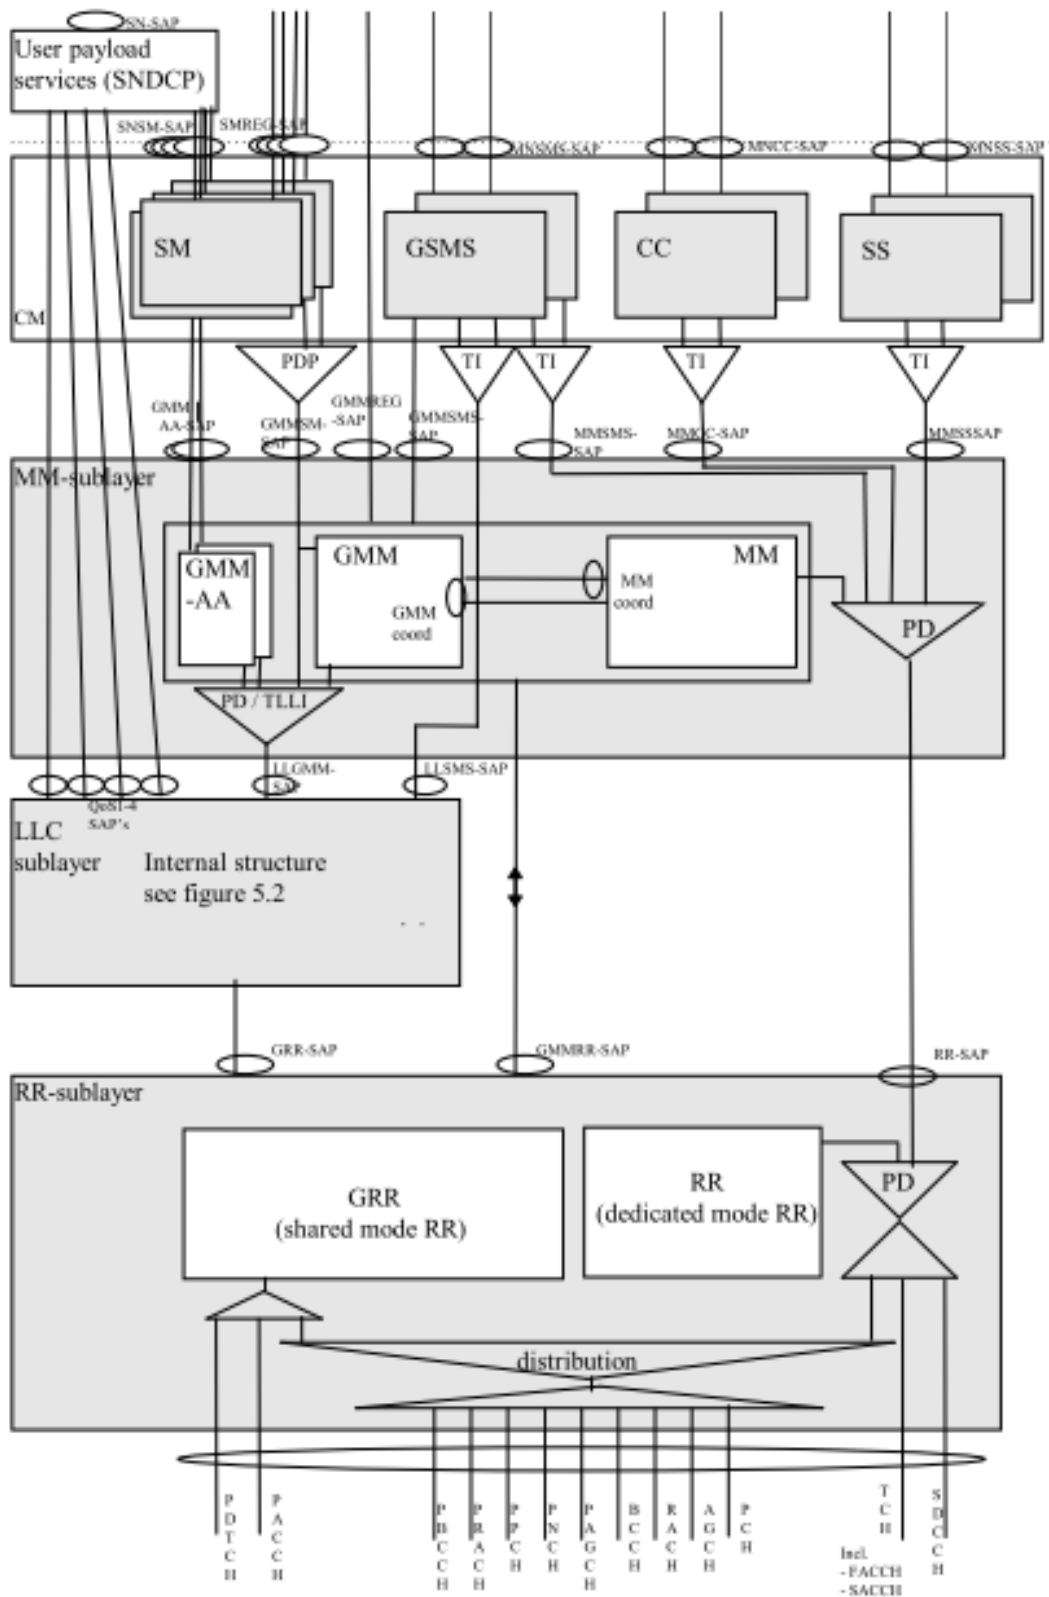 SN-SAP
User payload
services (SNDCP)
SNSM-SAP
SMREG-SAP
MNSMS-SAP
MNCC-SAP
MNSS-SAP
SM
GSMS
CC
SS
CM
PDP
TI
TI
TI
TI
GMM
AA-SAP
GMMSM-
SAP
GMMREG
-SAP
GMMSMS-
SAP
MMSMS-
SAP
MMCC-SAP
MMSSSAP
MM-sublayer
GMM
-AA
GMM
GMM
coord
MM
MM
coord
PD
PD / TLLI
LLGMM-
SAP
LLSMS-SAP
QoS1-4
SAP's
LLC
sublayer
Internal structure
see figure 5.2
GRR-SAP
GMMRR-SAP
RR-SAP
RR-sublayer
GRR
(shared mode RR)
RR
(dedicated mode RR)
PD
distribution
PDTCH
PACCH
PBCCH
PRACH
PPCH
PNCH
PAGCH
BCCH
RACH
AGCH
PCH
TCH
SDCCH
Incl.
- FACCH
- SACCH